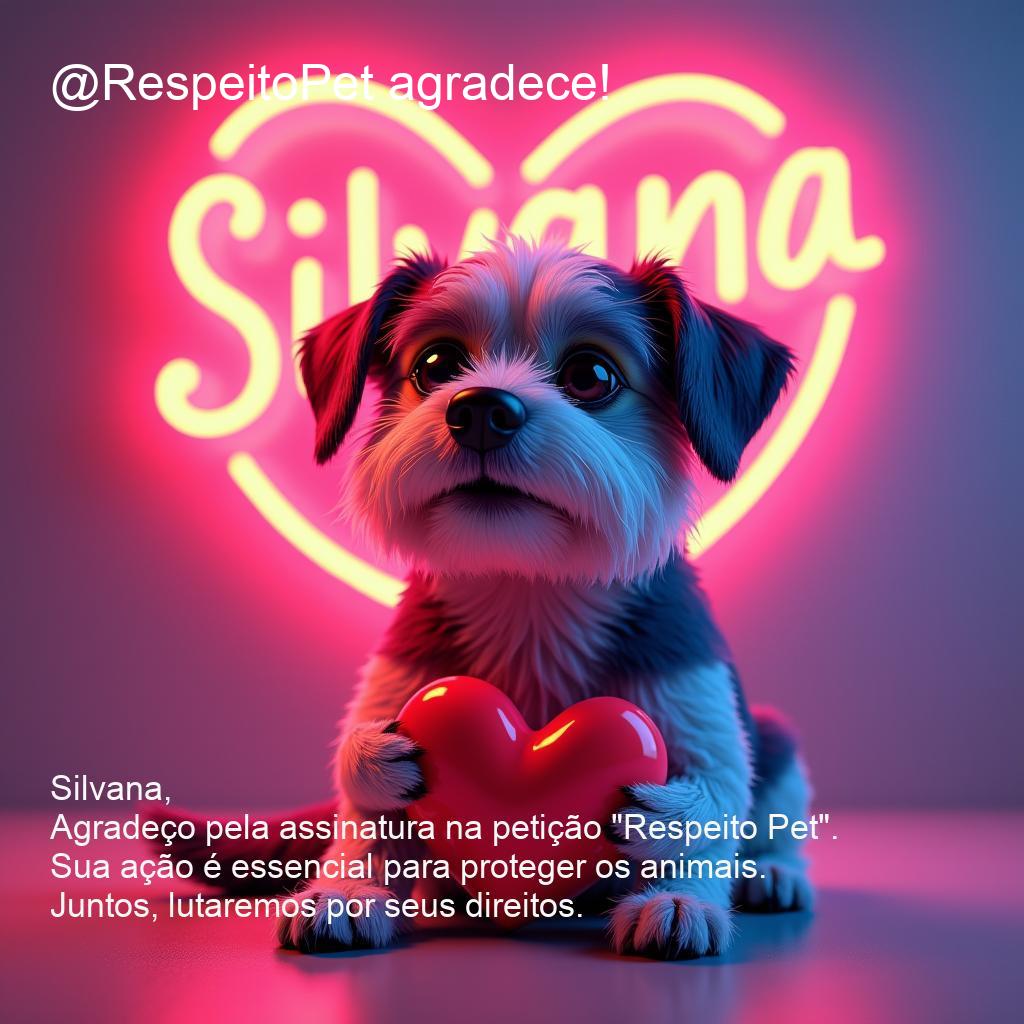 @RespeitoPet agradece!
Silvana
Silvana,
Agradeço pela assinatura na petição "Respeito Pet".
Sua ação é essencial para proteger os animais.
Juntos, lutaremos por seus direitos.